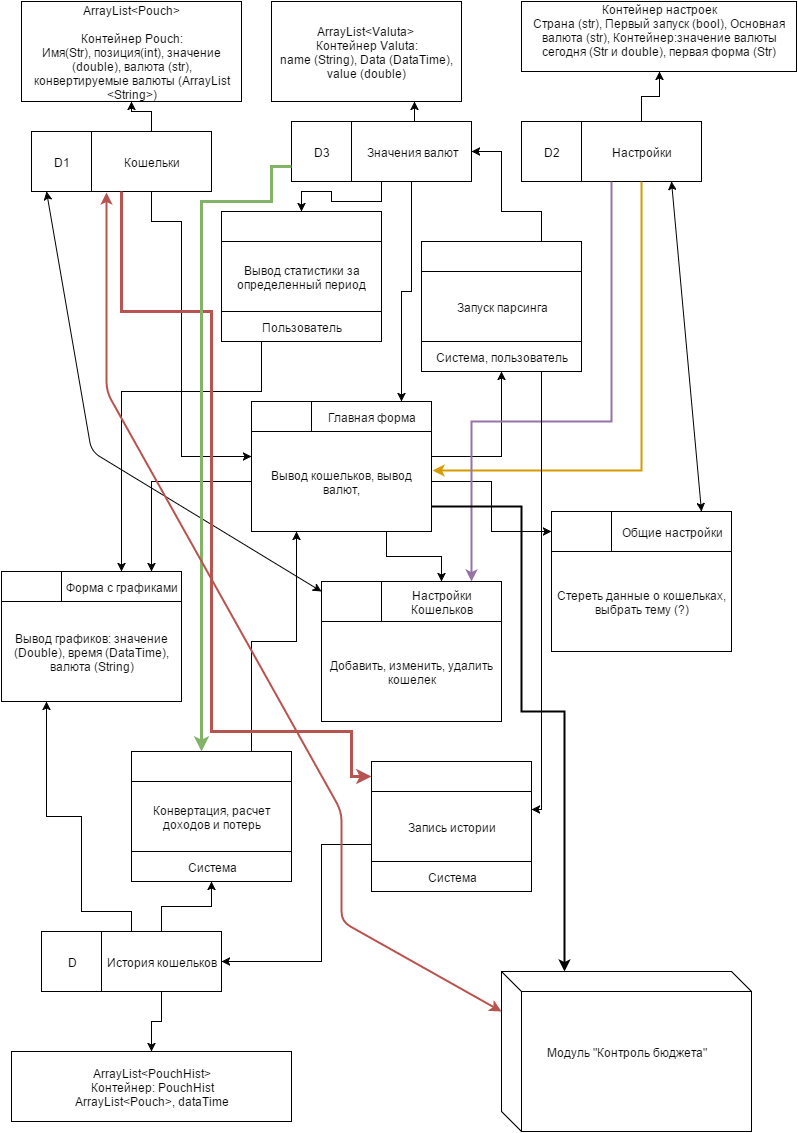 ArrayList<Pouch>
Контейнер Pouch:
Имя(Str), позиция(int), значение
(double), валюта (str),
конвертируемые валюты (ArrayList
<String>)
ArrayList<Valuta>
Контейнер Valuta:
name (String), Data (DataTime),
value (double)
Контейнер настроек
Страна (str), Первый запуск (bool), Основная
валюта (str), Контейнер:значение валюты
сегодня (Str и double), первая форма (Str)
D1
Кошельки
D3
Значения валют
D2
Настройки
Вывод статистики за
определенный период
Пользователь
Запуск парсинга
Система, пользователь
Главная форма
Вывод кошельков, вывод
валют,
Общие настройки
Стереть данные о кошельках,
выбрать тему (?)
Форма с графиками
Вывод графиков: значение
(Double), время (DataTime),
валюта (String)
Настройки
Кошельков
Добавить, изменить, удалить
кошелек
Конвертация, расчет
доходов и потерь
Система
Запись истории
Система
D
История кошельков
Модуль "Контроль бюджета"
ArrayList<PouchHist>
Контейнер: PouchHist
ArrayList<Pouch>, dataTime